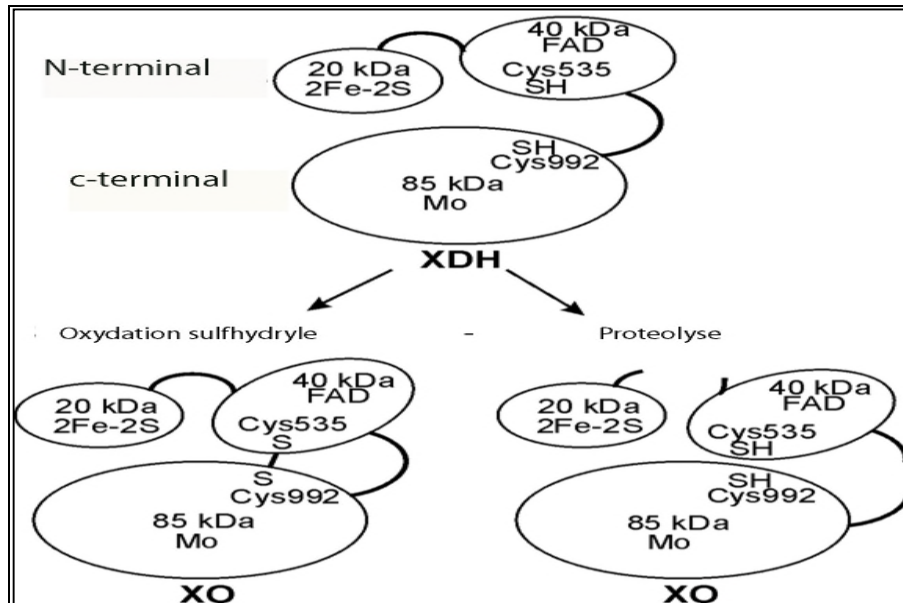 N-terminal
20 kDa
2Fe-2S
40 kDa
FAD
Cys535
SH
c-terminal
SH
Cys992
85 kDa
Mo
XDH
Oxydation sulfhydryle
-
Proteolyse
20 kDa
2Fe-2S
40 kDa
FAD
Cys535
S
S
Cys992
85 kDa
Mo
XO
20 kDa
2Fe-2S
40 kDa
FAD
Cys535
SH
SH
Cys992
85 kDa
Mo
XO